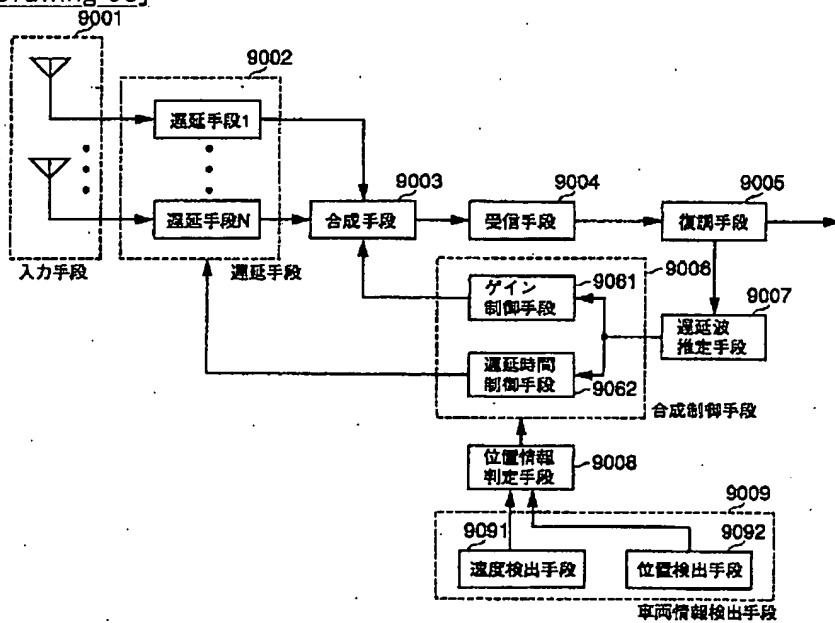 9001
9002
遅延手段1
遅延手段N
入力手段
遅延手段
9003
合成手段
9004
受信手段
9005
復調手段
9006
ゲイン
制御手段
9061
遅延時間
制御手段
9062
合成制御手段
9007
遅延波
推定手段
位置情報
判定手段
9008
9009
9091
速度検出手段
9092
位置検出手段
車両情報検出手段